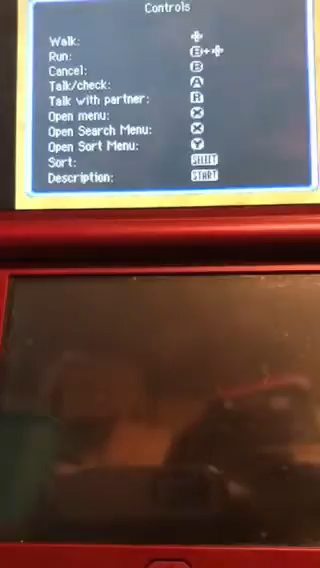 Controls
Walk:
Run: B+
Cancel: B
Talk/check: A
Talk with partner: R
Open menu: X
Open Search Menu: X
Open Sort Menu: Y
Sort: SELECT
Description: START